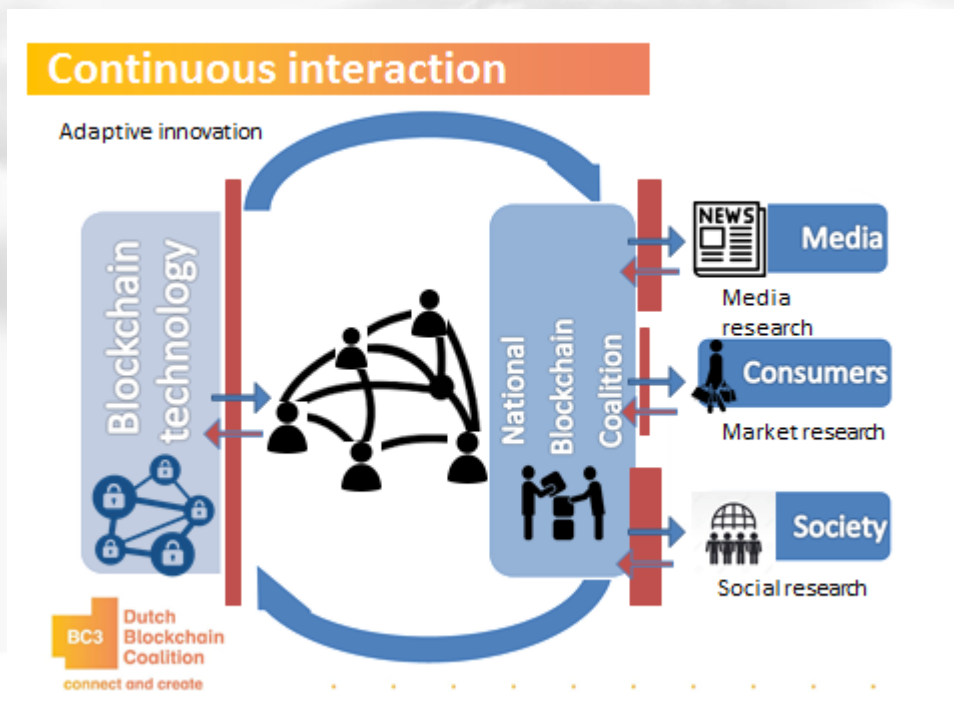 Continuous interaction
Adaptive innovation
Blockchain
technology
National
Blockchain
Coalition
NEWS
Media
Media
research
Consumers
Market research
Society
Social research
BC3
Dutch
Blockchain
Coalition
connect and create